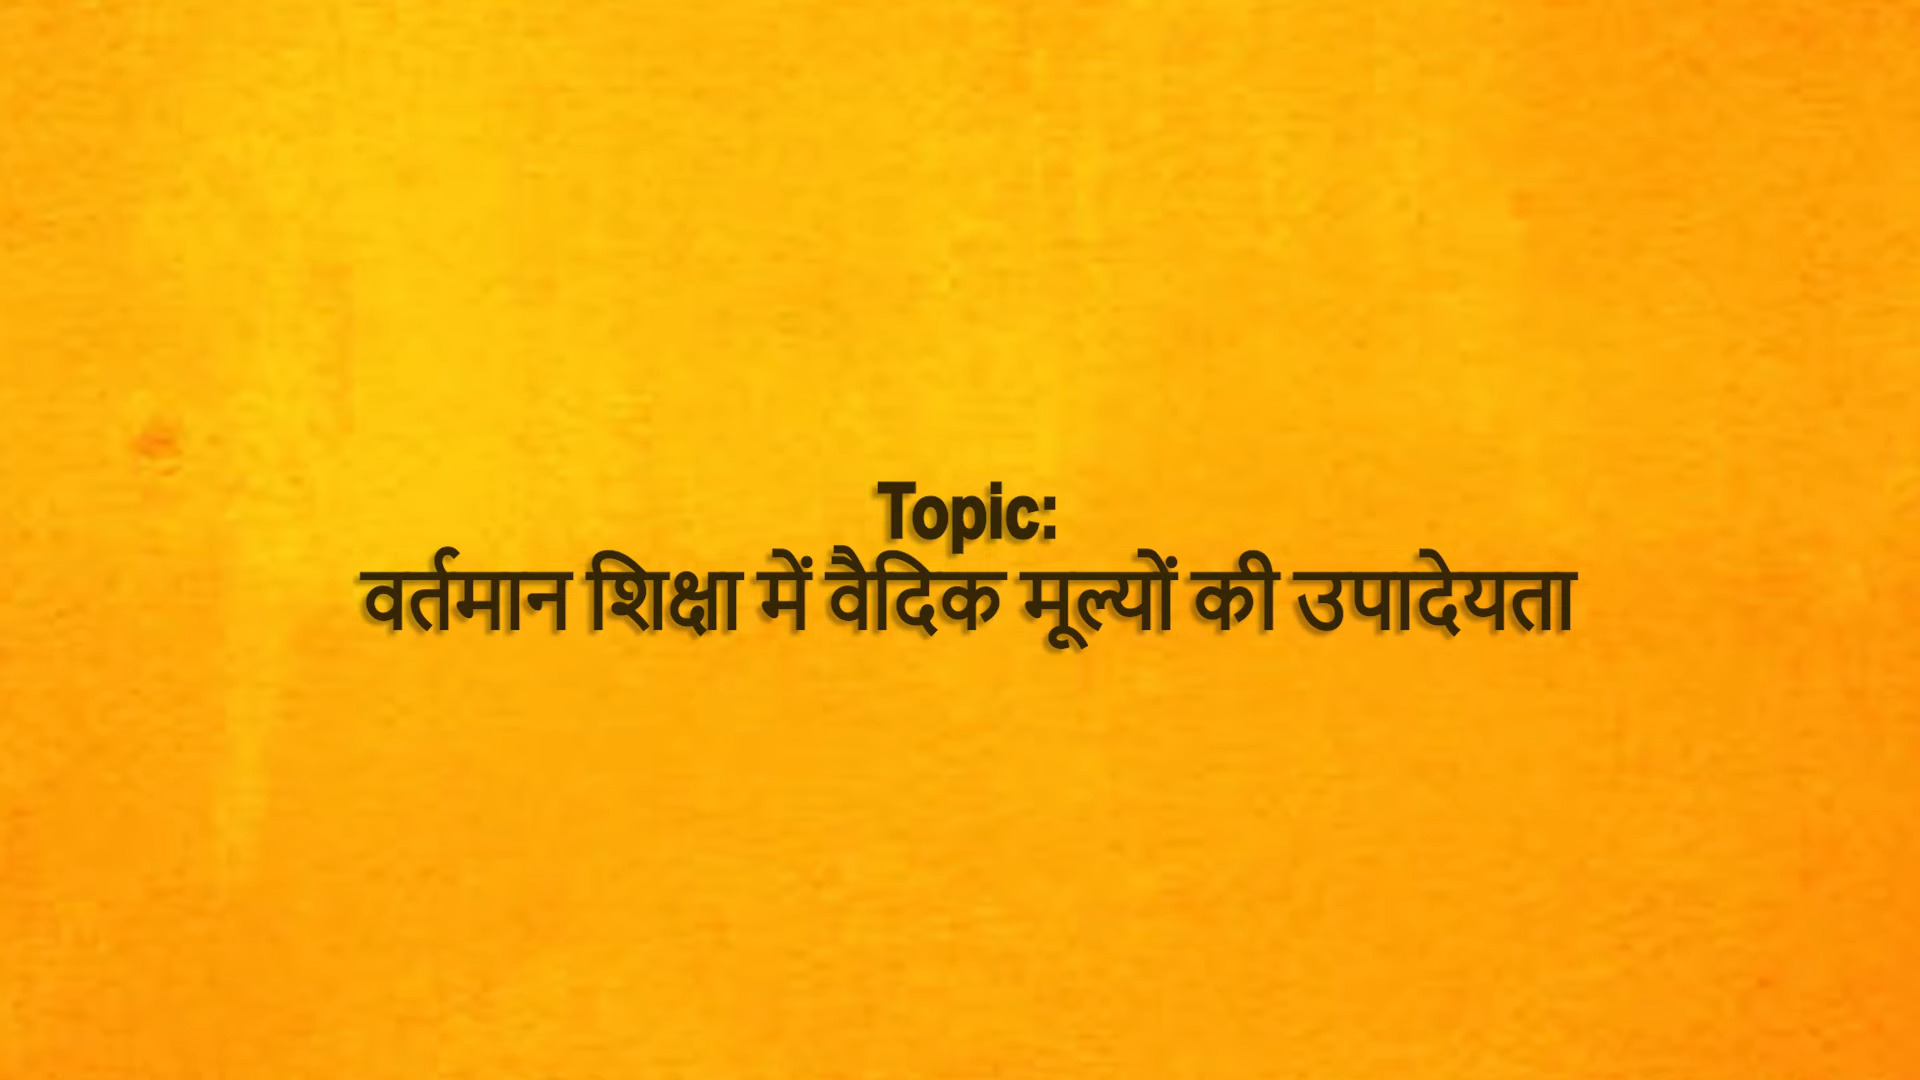 Topic:
वर्तमान शिक्षा में वैदिक मूल्यों की उपादेयता